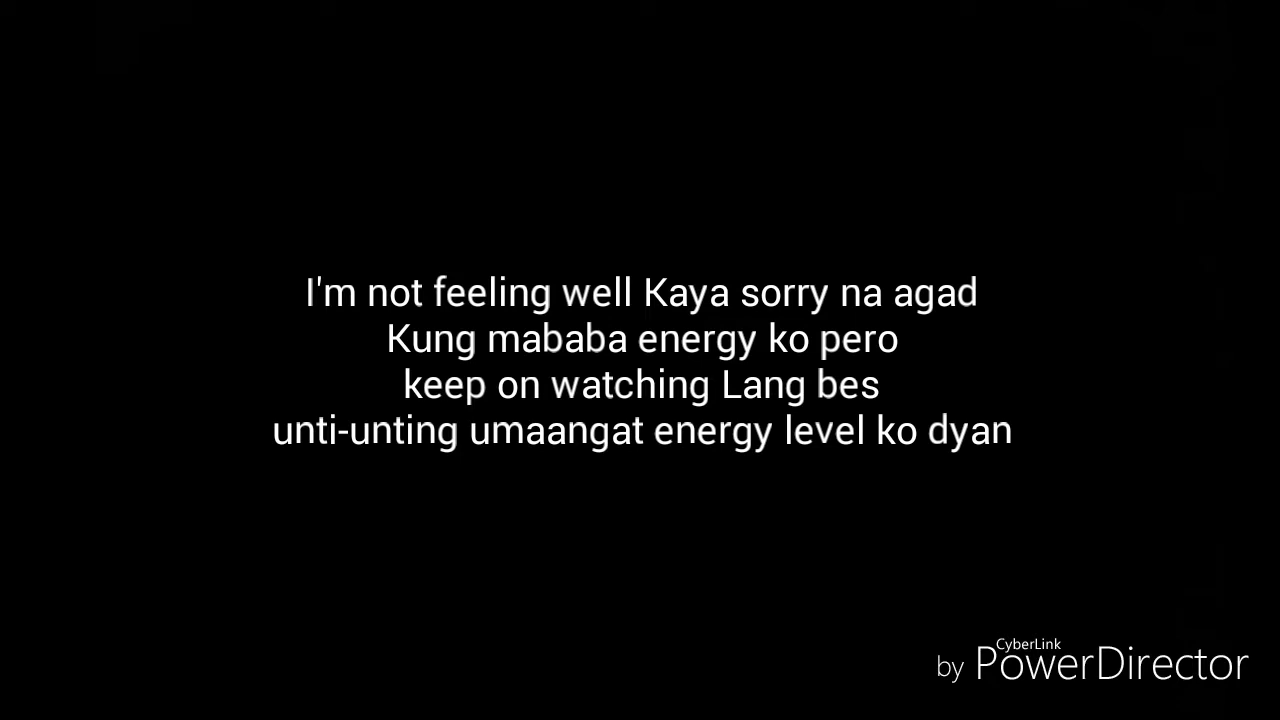 I'm not feeling well Kaya sorry na agad
Kung mababa energy ko pero
keep on watching Lang bes
unti-unting umaangat energy level ko dyan
CyberLink
by PowerDirector